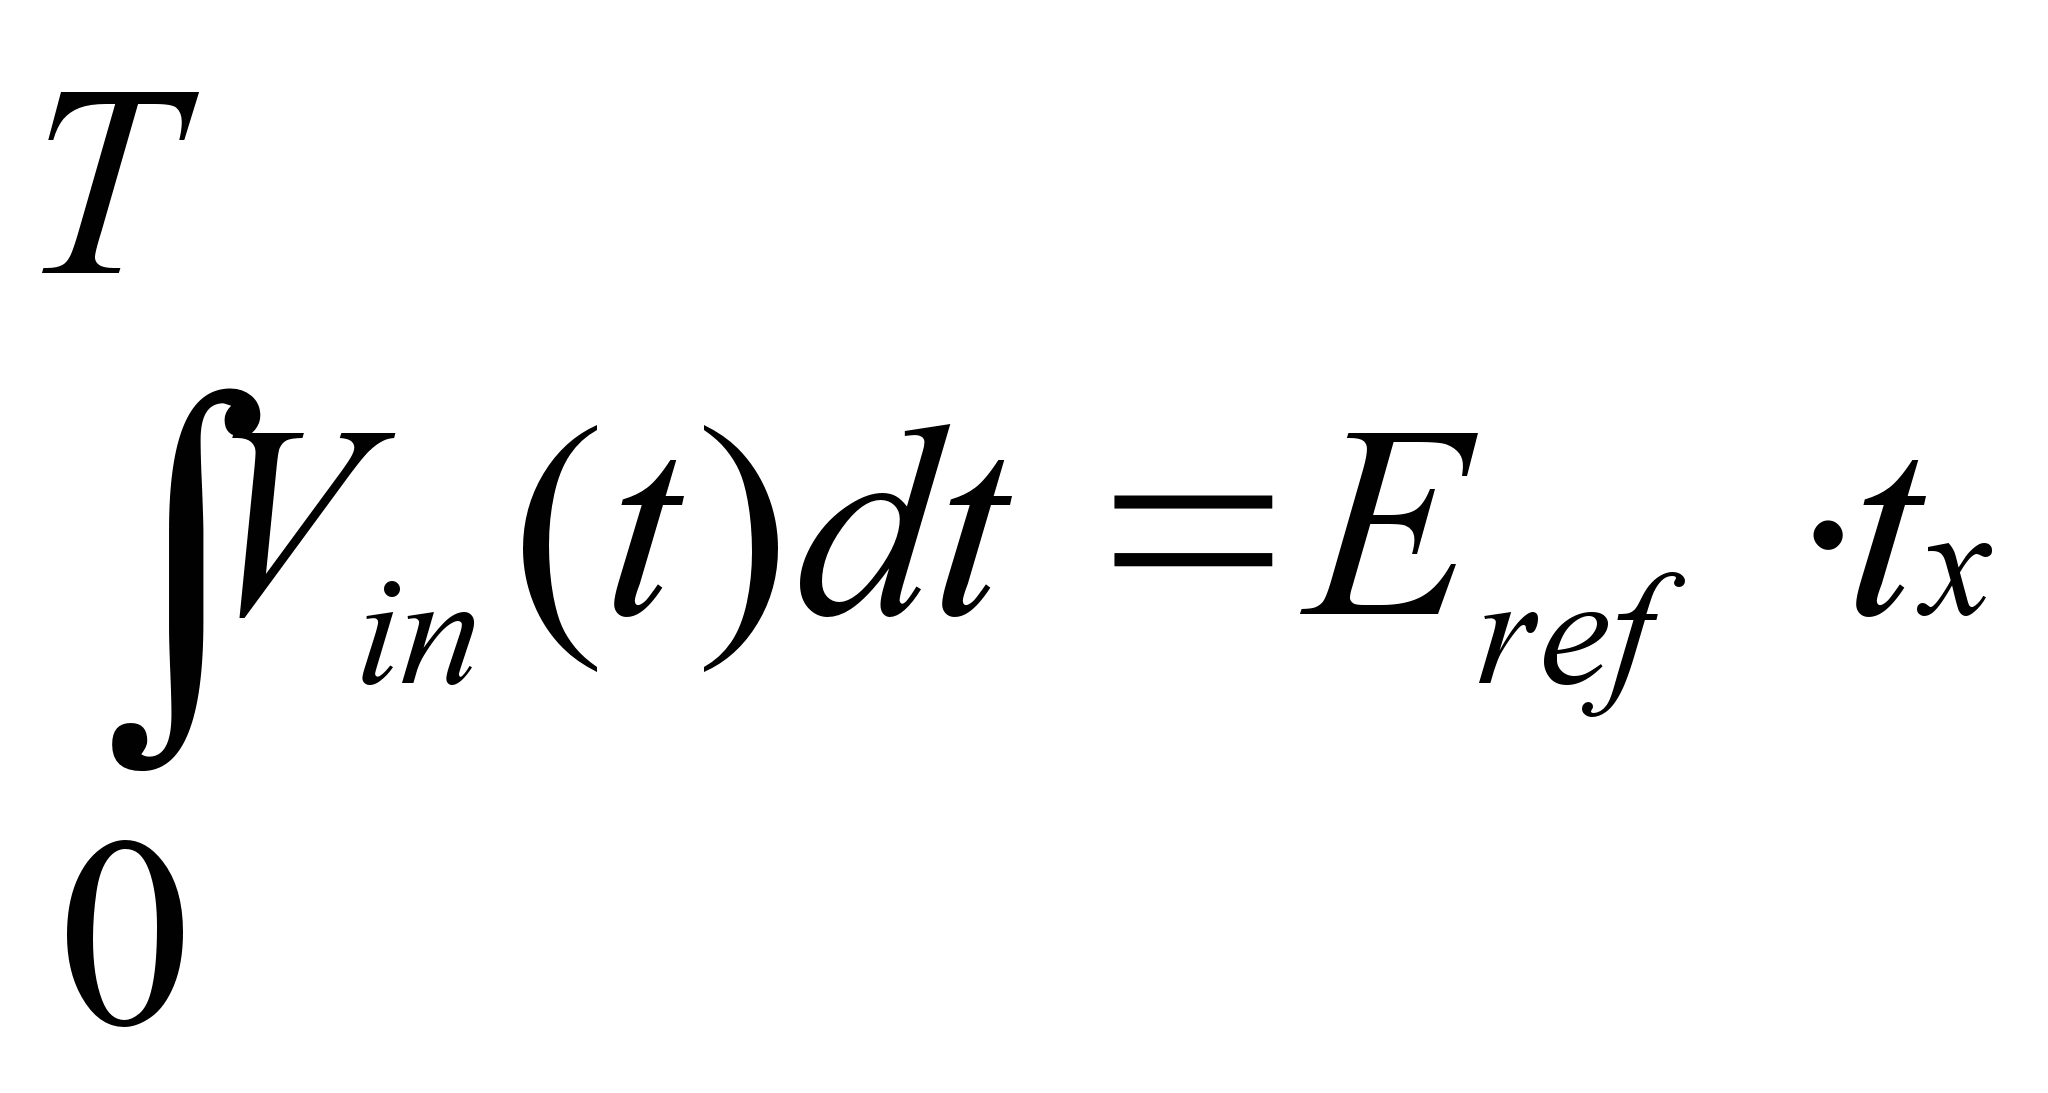 T
∫V_in(t)dt = E_ref · t_x
0